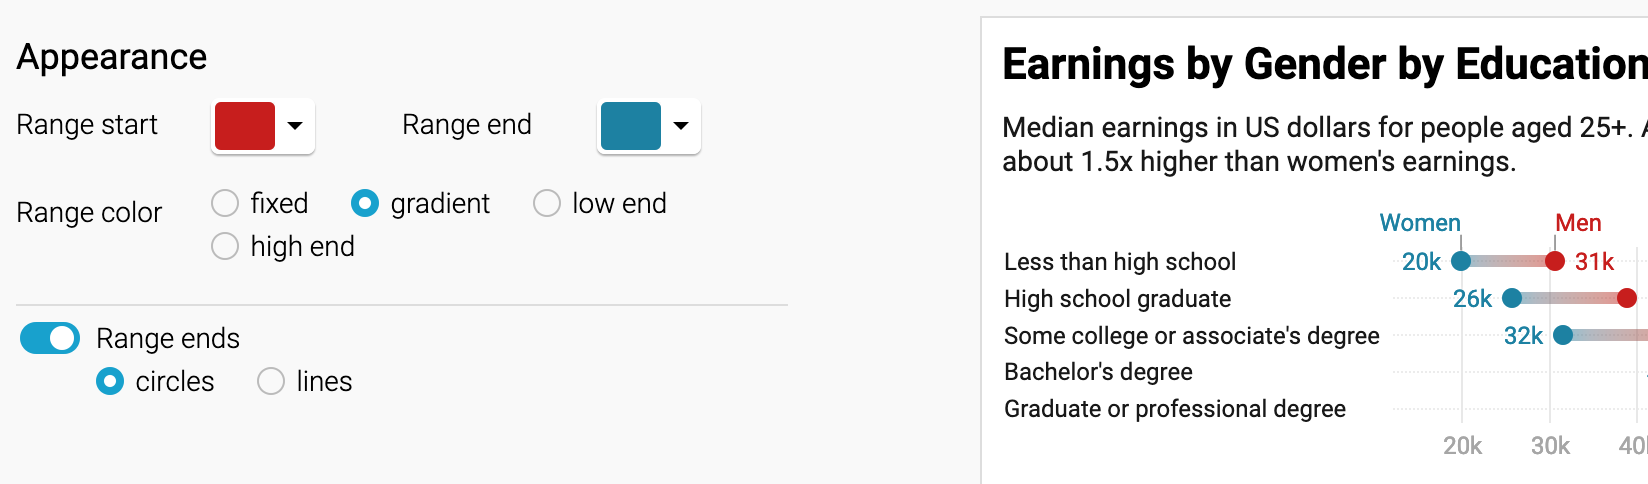 Appearance
Range start
Range end
Range color
fixed
gradient
low end
high end
Range ends
circles
lines
Earnings by Gender by Education
Median earnings in US dollars for people aged 25+.
about 1.5x higher than women's earnings.
Women Men
Less than high school 20k 31k
High school graduate 26k
Some college or associate's degree 32k
Bachelor's degree
Graduate or professional degree
20k 30k